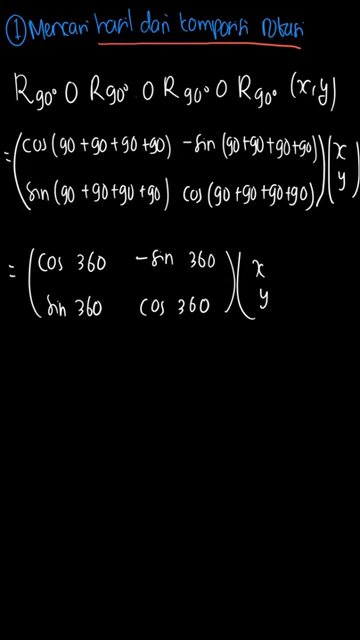 ① Mencari hasil dari komposisi rotasi
R90° O R90° O R90° O R90° (x,y)
= (cos (90+90+90+90) -sin (90+90+90+90)) (x
sin (90+90+90+90) cos (90+90+90+90)) y)
= (cos 360 -sin 360) (x
sin 360 cos 360) y